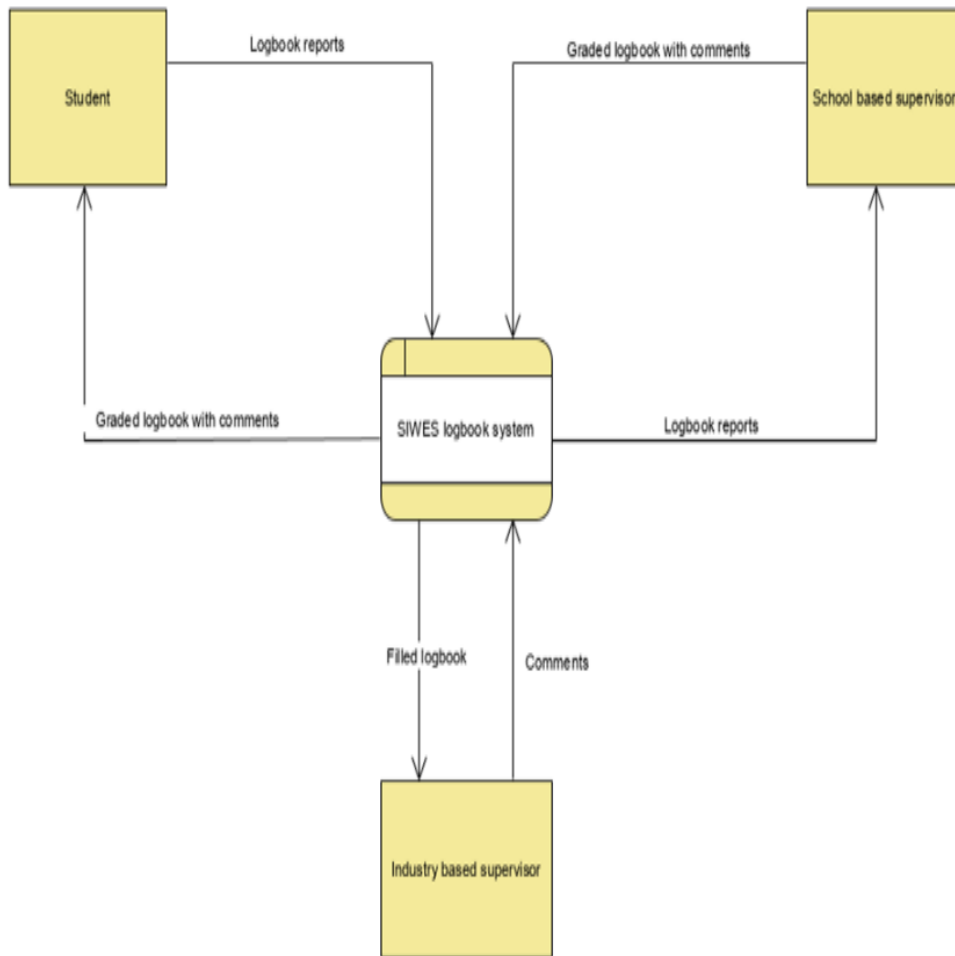 Logbook reports
Graded logbook with comments
Student
School based supervisor
Graded logbook with comments
SIWES logbook system
Logbook reports
Filled logbook
Comments
Industry based supervisor